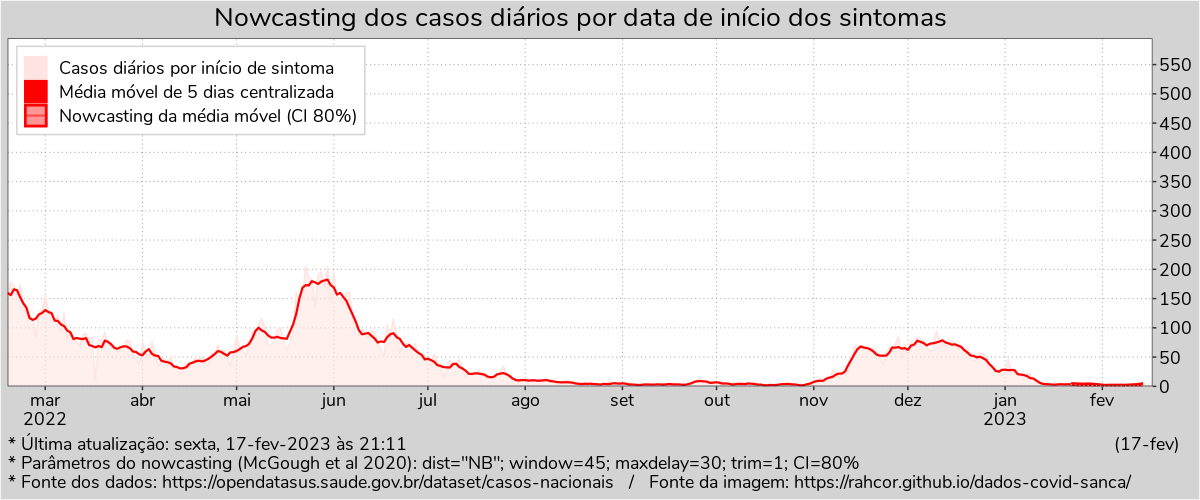 Nowcasting dos casos diários por data de início dos sintomas
Casos diários por início de sintoma
Média móvel de 5 dias centralizada
Nowcasting da média móvel (CI 80%)
550
500
450
400
350
300
250
200
150
100
50
0
mar abr mai jun jul ago set out nov dez jan fev
2022 2023
* Última atualização: sexta, 17-fev-2023 às 21:11 (17-fev)
* Parâmetros do nowcasting (McGough et al 2020): dist="NB"; window=45; maxdelay=30; trim=1; CI=80%
* Fonte dos dados: https://opendatasus.saude.gov.br/dataset/casos-nacionais / Fonte da imagem: https://rahcor.github.io/dados-covid-sanca/